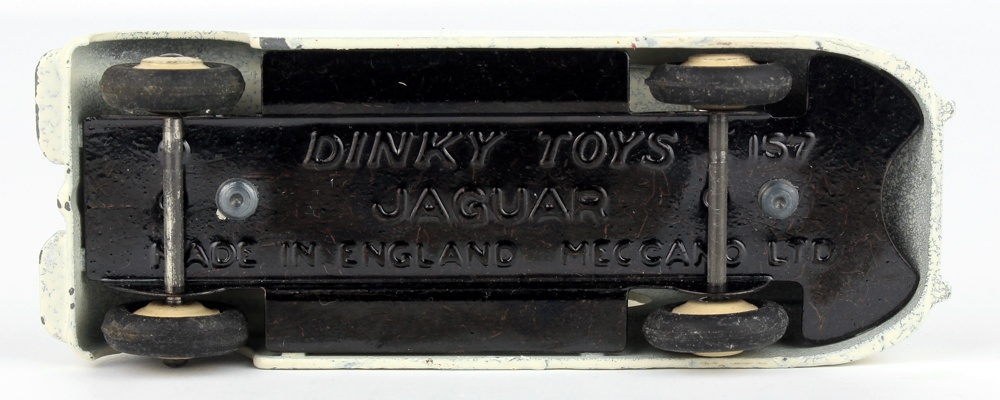 DINKY TOYS 157
JAGUAR
MADE IN ENGLAND MECCANO LTD